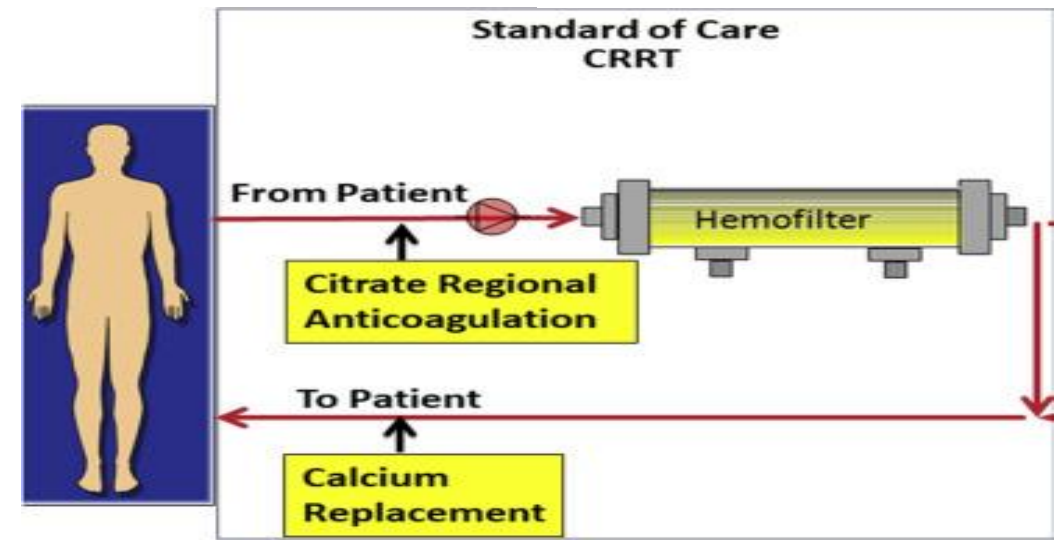 Standard of Care
CRRT
From Patient
Hemofilter
Citrate Regional
Anticoagulation
To Patient
Calcium
Replacement